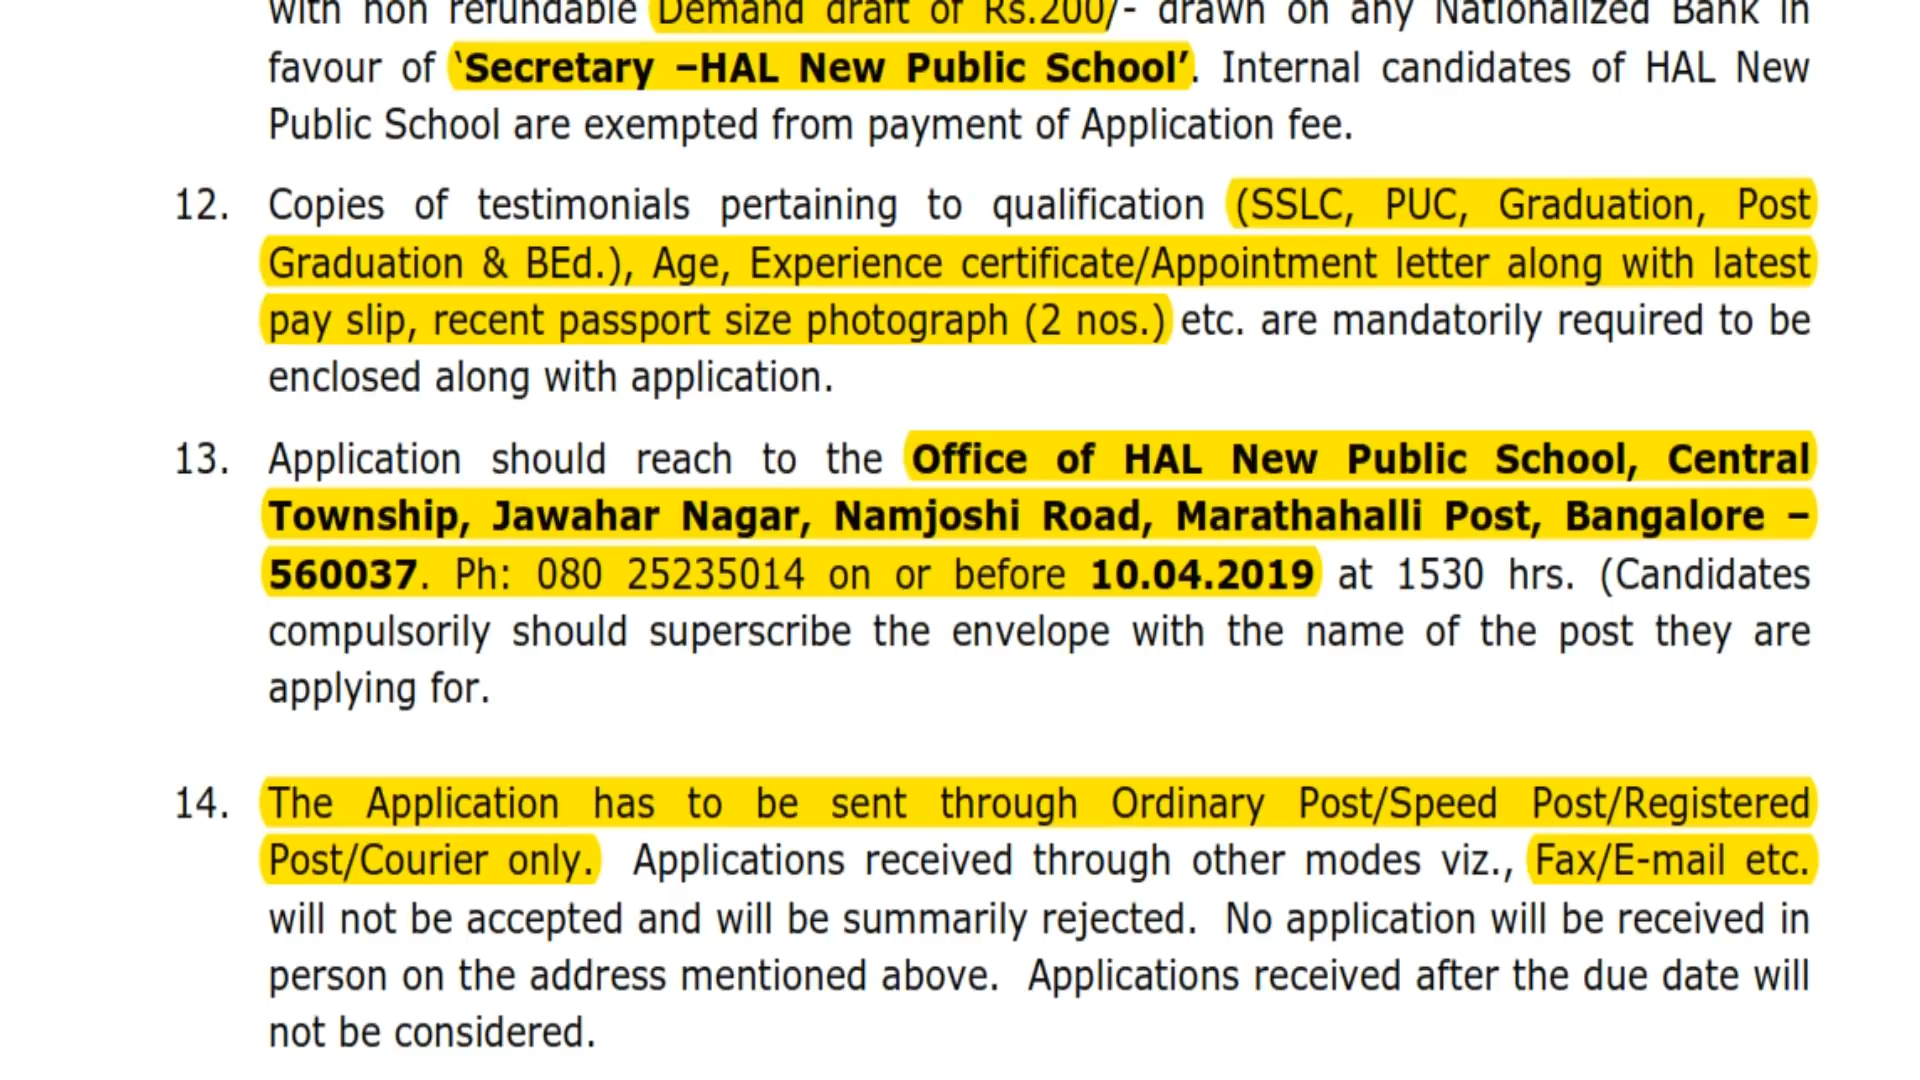 with non refundable Demand draft of Rs.200/- drawn on any Nationalized Bank in
favour of ‘Secretary –HAL New Public School’. Internal candidates of HAL New
Public School are exempted from payment of Application fee.
12. Copies of testimonials pertaining to qualification (SSLC, PUC, Graduation, Post
Graduation & BEd.), Age, Experience certificate/Appointment letter along with latest
pay slip, recent passport size photograph (2 nos.) etc. are mandatorily required to be
enclosed along with application.
13. Application should reach to the Office of HAL New Public School, Central
Township, Jawahar Nagar, Namjoshi Road, Marathahalli Post, Bangalore –
560037. Ph: 080 25235014 on or before 10.04.2019 at 1530 hrs. (Candidates
compulsorily should superscribe the envelope with the name of the post they are
applying for.
14. The Application has to be sent through Ordinary Post/Speed Post/Registered
Post/Courier only. Applications received through other modes viz., Fax/E-mail etc.
will not be accepted and will be summarily rejected. No application will be received in
person on the address mentioned above. Applications received after the due date will
not be considered.